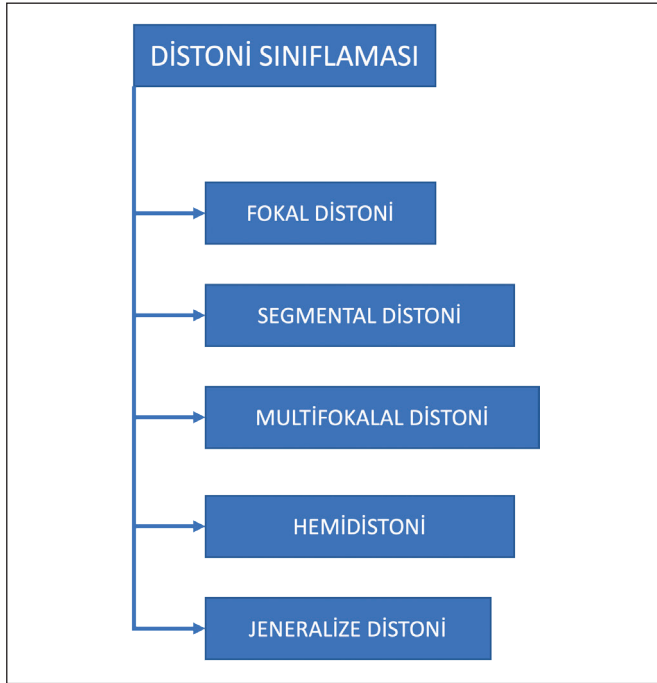 DİSTONİ SINIFLAMASI
FOKAL DİSTONİ
SEGMENTAL DİSTONİ
MULTİFOKALAL DİSTONİ
HEMİDİSTONİ
JENERALİZE DİSTONİ